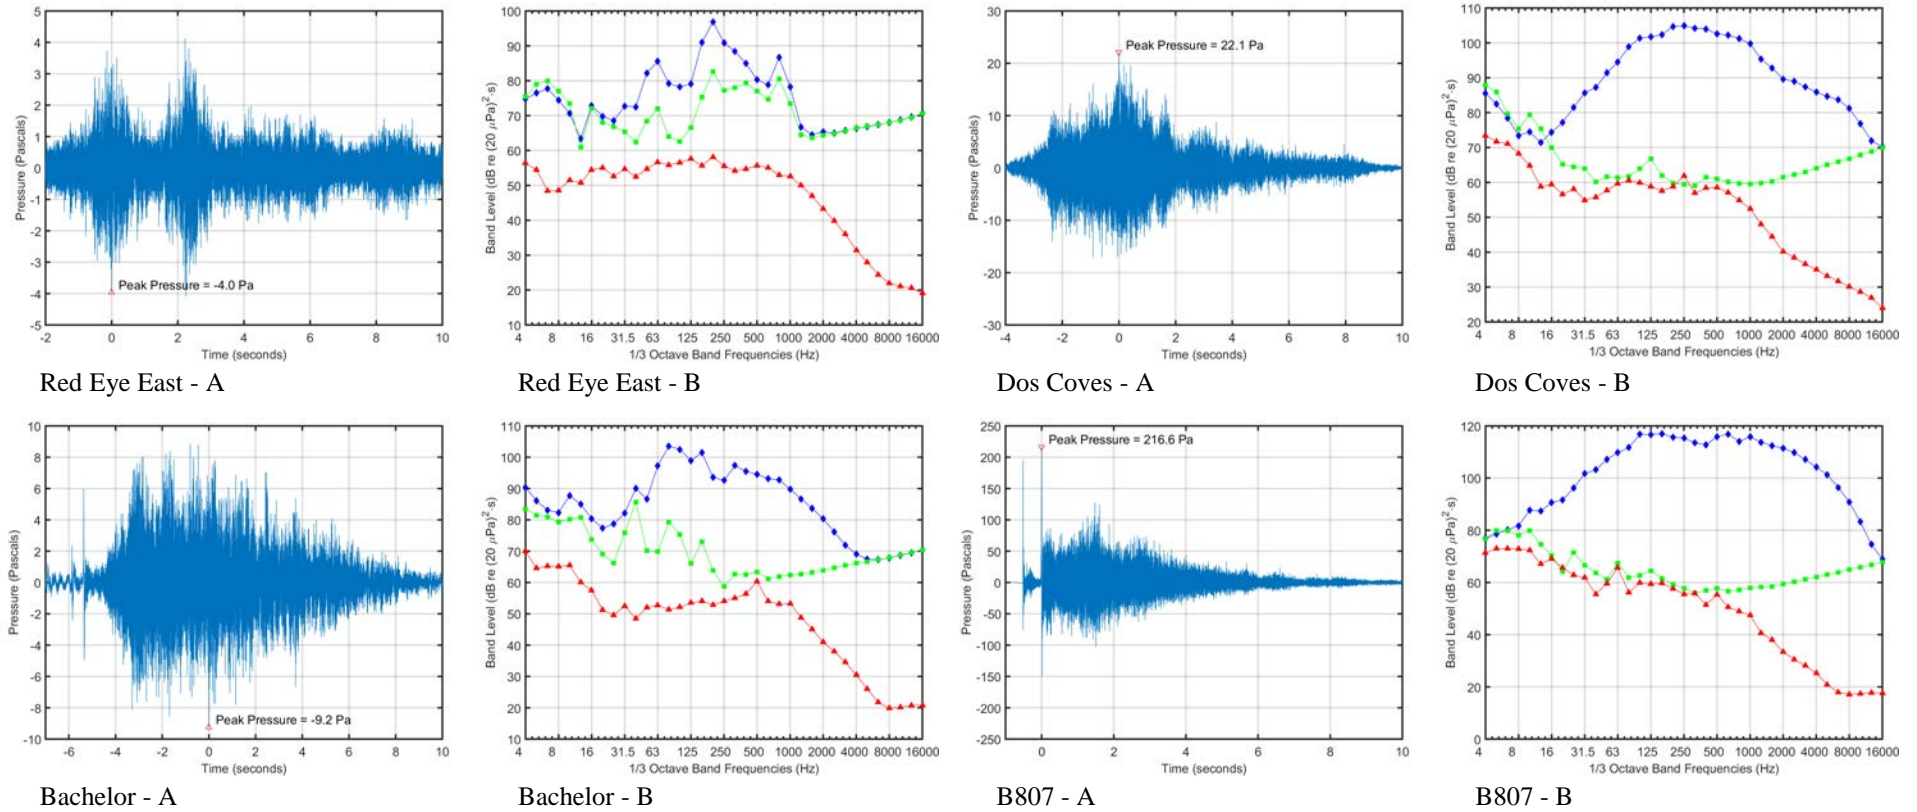 5
4
3
2
1
0
-1
-2
-3
-4
-5
Pressure (Pascals)
Peak Pressure = -4.0 Pa
-2 0 2 4 6 8 10
Time (seconds)
Red Eye East - A
100
90
80
70
60
50
40
30
20
10
Band Level (dB re (20 μPa)²·s)
4 8 16 31.5 63 125 250 500 1000 2000 4000 8000 16000
1/3 Octave Band Frequencies (Hz)
Red Eye East - B
30
20
10
0
-10
-20
-30
Pressure (Pascals)
Peak Pressure = 22.1 Pa
-4 -2 0 2 4 6 8 10
Time (seconds)
Dos Coves - A
110
100
90
80
70
60
50
40
30
20
Band Level (dB re (20 μPa)²·s)
4 8 16 31.5 63 125 250 500 1000 2000 4000 8000 16000
1/3 Octave Band Frequencies (Hz)
Dos Coves - B
10
8
6
4
2
0
-2
-4
-6
-8
-10
Pressure (Pascals)
Peak Pressure = -9.2 Pa
-6 -4 -2 0 2 4 6 8 10
Time (seconds)
Bachelor - A
110
100
90
80
70
60
50
40
30
20
10
Band Level (dB re (20 μPa)²·s)
4 8 16 31.5 63 125 250 500 1000 2000 4000 8000 16000
1/3 Octave Band Frequencies (Hz)
Bachelor - B
250
200
150
100
50
0
-50
-100
-150
-200
-250
Pressure (Pascals)
Peak Pressure = 216.6 Pa
0 2 4 6 8 10
Time (seconds)
B807 - A
120
100
80
60
40
20
0
Band Level (dB re (20 μPa)²·s)
4 8 16 31.5 63 125 250 500 1000 2000 4000 8000 16000
1/3 Octave Band Frequencies (Hz)
B807 - B